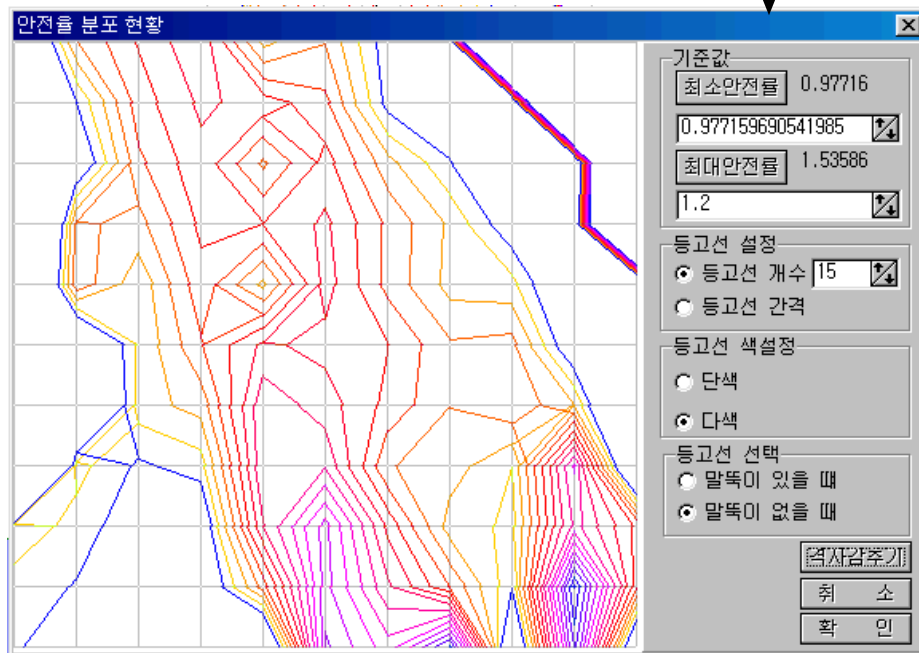 안전율 분포 현황
기준값
최소안전률 0.97716
0.977159690541985
최대안전률 1.53586
1.2
등고선 설정
등고선 개수 15
등고선 간격
등고선 색설정
단색
다색
등고선 선택
말뚝이 있을 때
말뚝이 없을 때
격자감추기
취 소
확 인